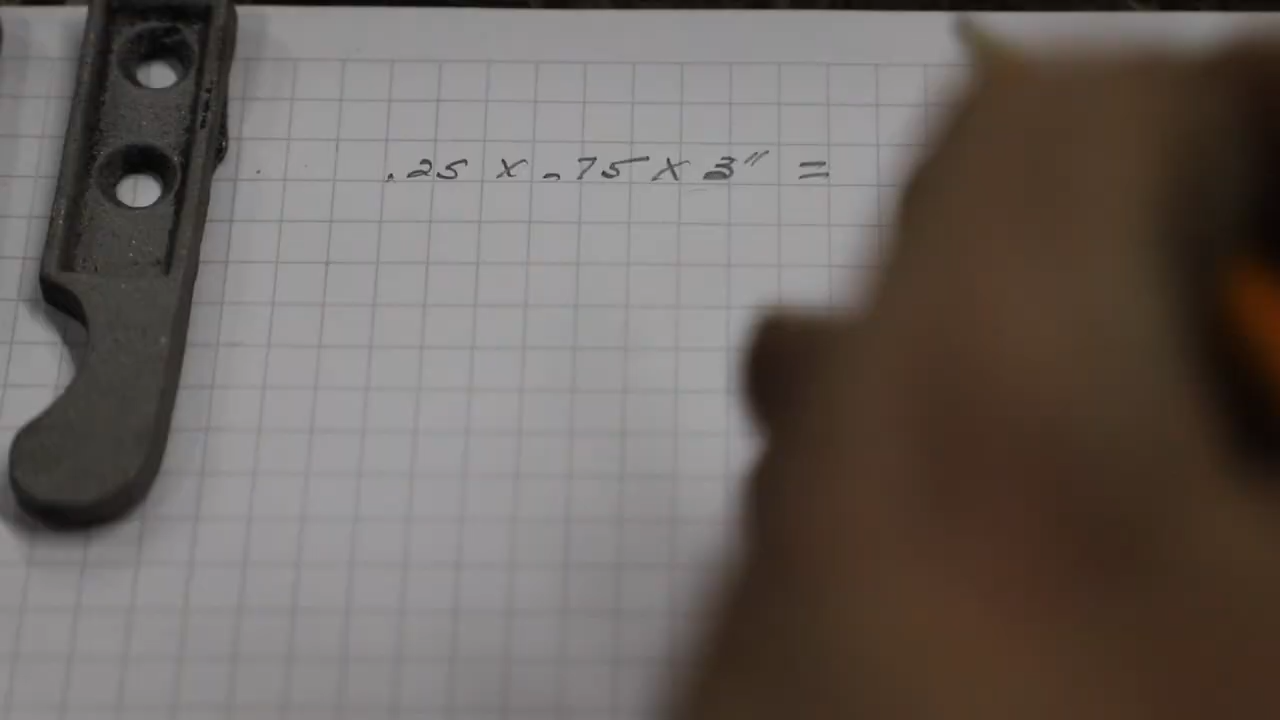 .25 x .75 x 3" =